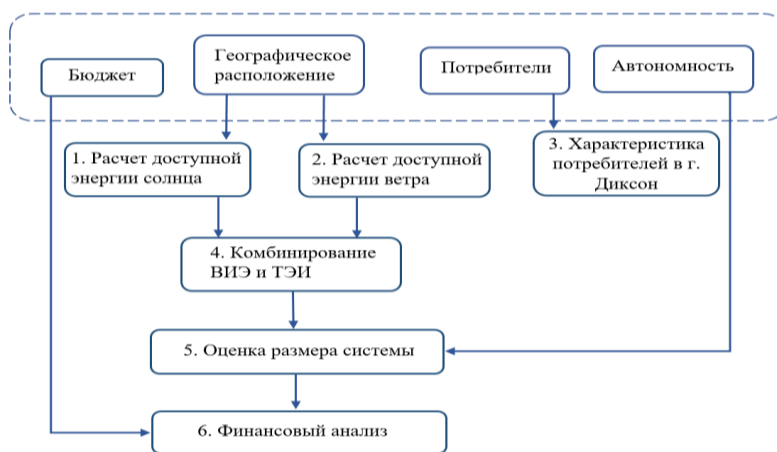 Бюджет
Географическое
расположение
Потребители
Автономность
1. Расчет доступной
энергии солнца
2. Расчет доступной
энергии ветра
3. Характеристика
потребителей в г.
Диксон
4. Комбинирование
ВИЭ и ТЭИ
5. Оценка размера системы
6. Финансовый анализ